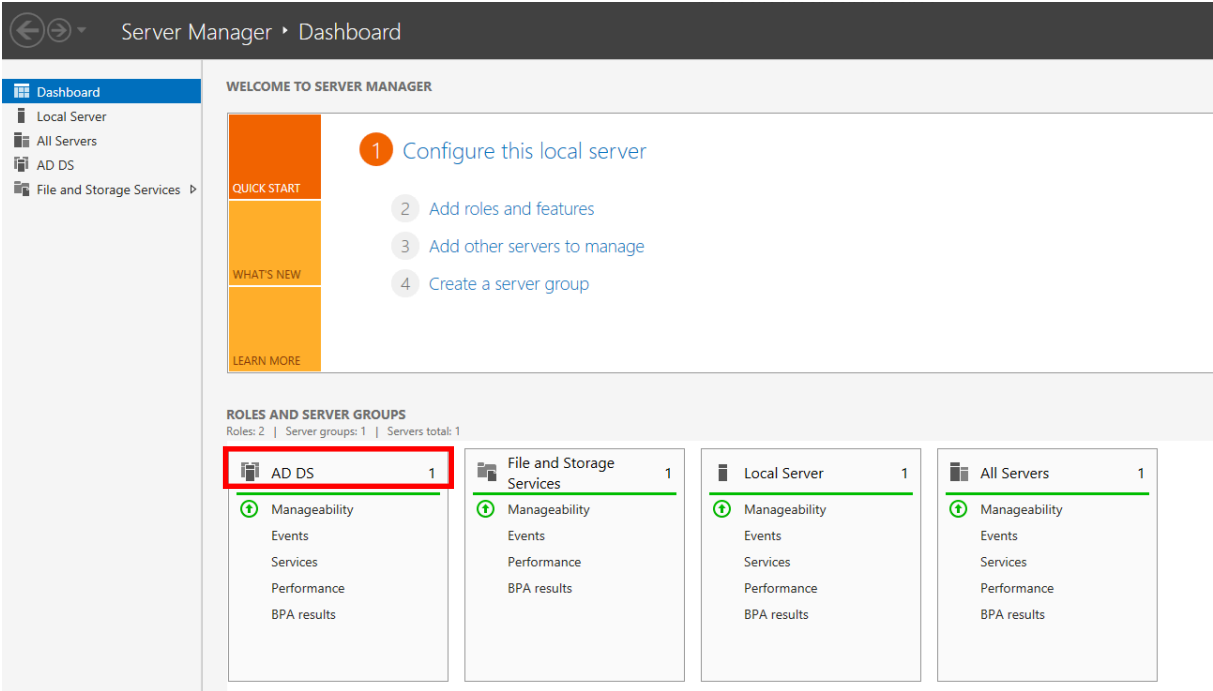 Server Manager ‣ Dashboard
Dashboard
Local Server
All Servers
AD DS
File and Storage Services
WELCOME TO SERVER MANAGER
QUICK START
WHAT'S NEW
LEARN MORE
1 Configure this local server
2 Add roles and features
3 Add other servers to manage
4 Create a server group
ROLES AND SERVER GROUPS
Roles: 2 | Server groups: 1 | Servers total: 1
AD DS 1
Manageability
Events
Services
Performance
BPA results
File and Storage
Services 1
Manageability
Events
Performance
BPA results
Local Server 1
Manageability
Events
Services
Performance
BPA results
All Servers 1
Manageability
Events
Services
Performance
BPA results